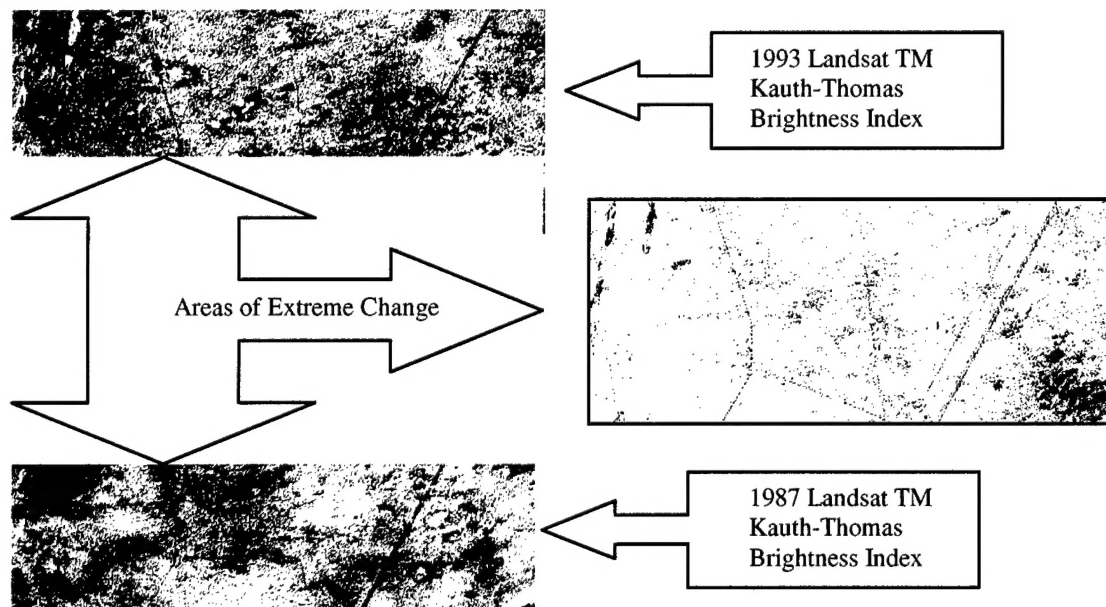 1993 Landsat TM
Kauth-Thomas
Brightness Index
Areas of Extreme Change
1987 Landsat TM
Kauth-Thomas
Brightness Index